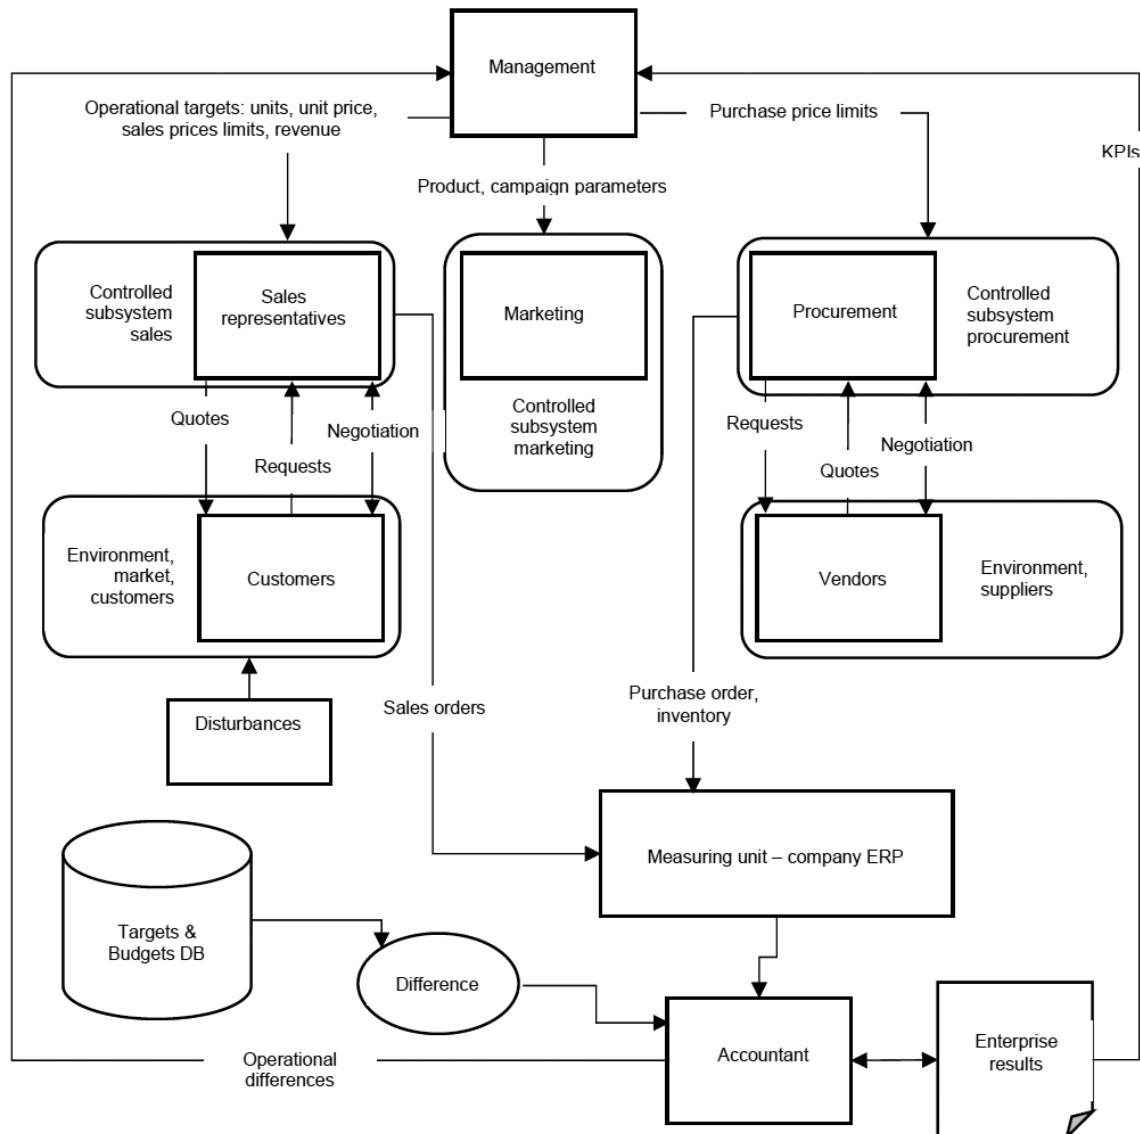 Management
Operational targets: units, unit price,
sales prices limits, revenue
Purchase price limits
KPIs
Product, campaign parameters
Controlled
subsystem
sales
Sales
representatives
Marketing
Controlled
subsystem
marketing
Procurement
Controlled
subsystem
procurement
Quotes
Requests
Negotiation
Requests
Quotes
Negotiation
Environment,
market,
customers
Customers
Vendors
Environment,
suppliers
Disturbances
Sales orders
Purchase order,
inventory
Measuring unit – company ERP
Targets &
Budgets DB
Difference
Accountant
Enterprise
results
Operational
differences